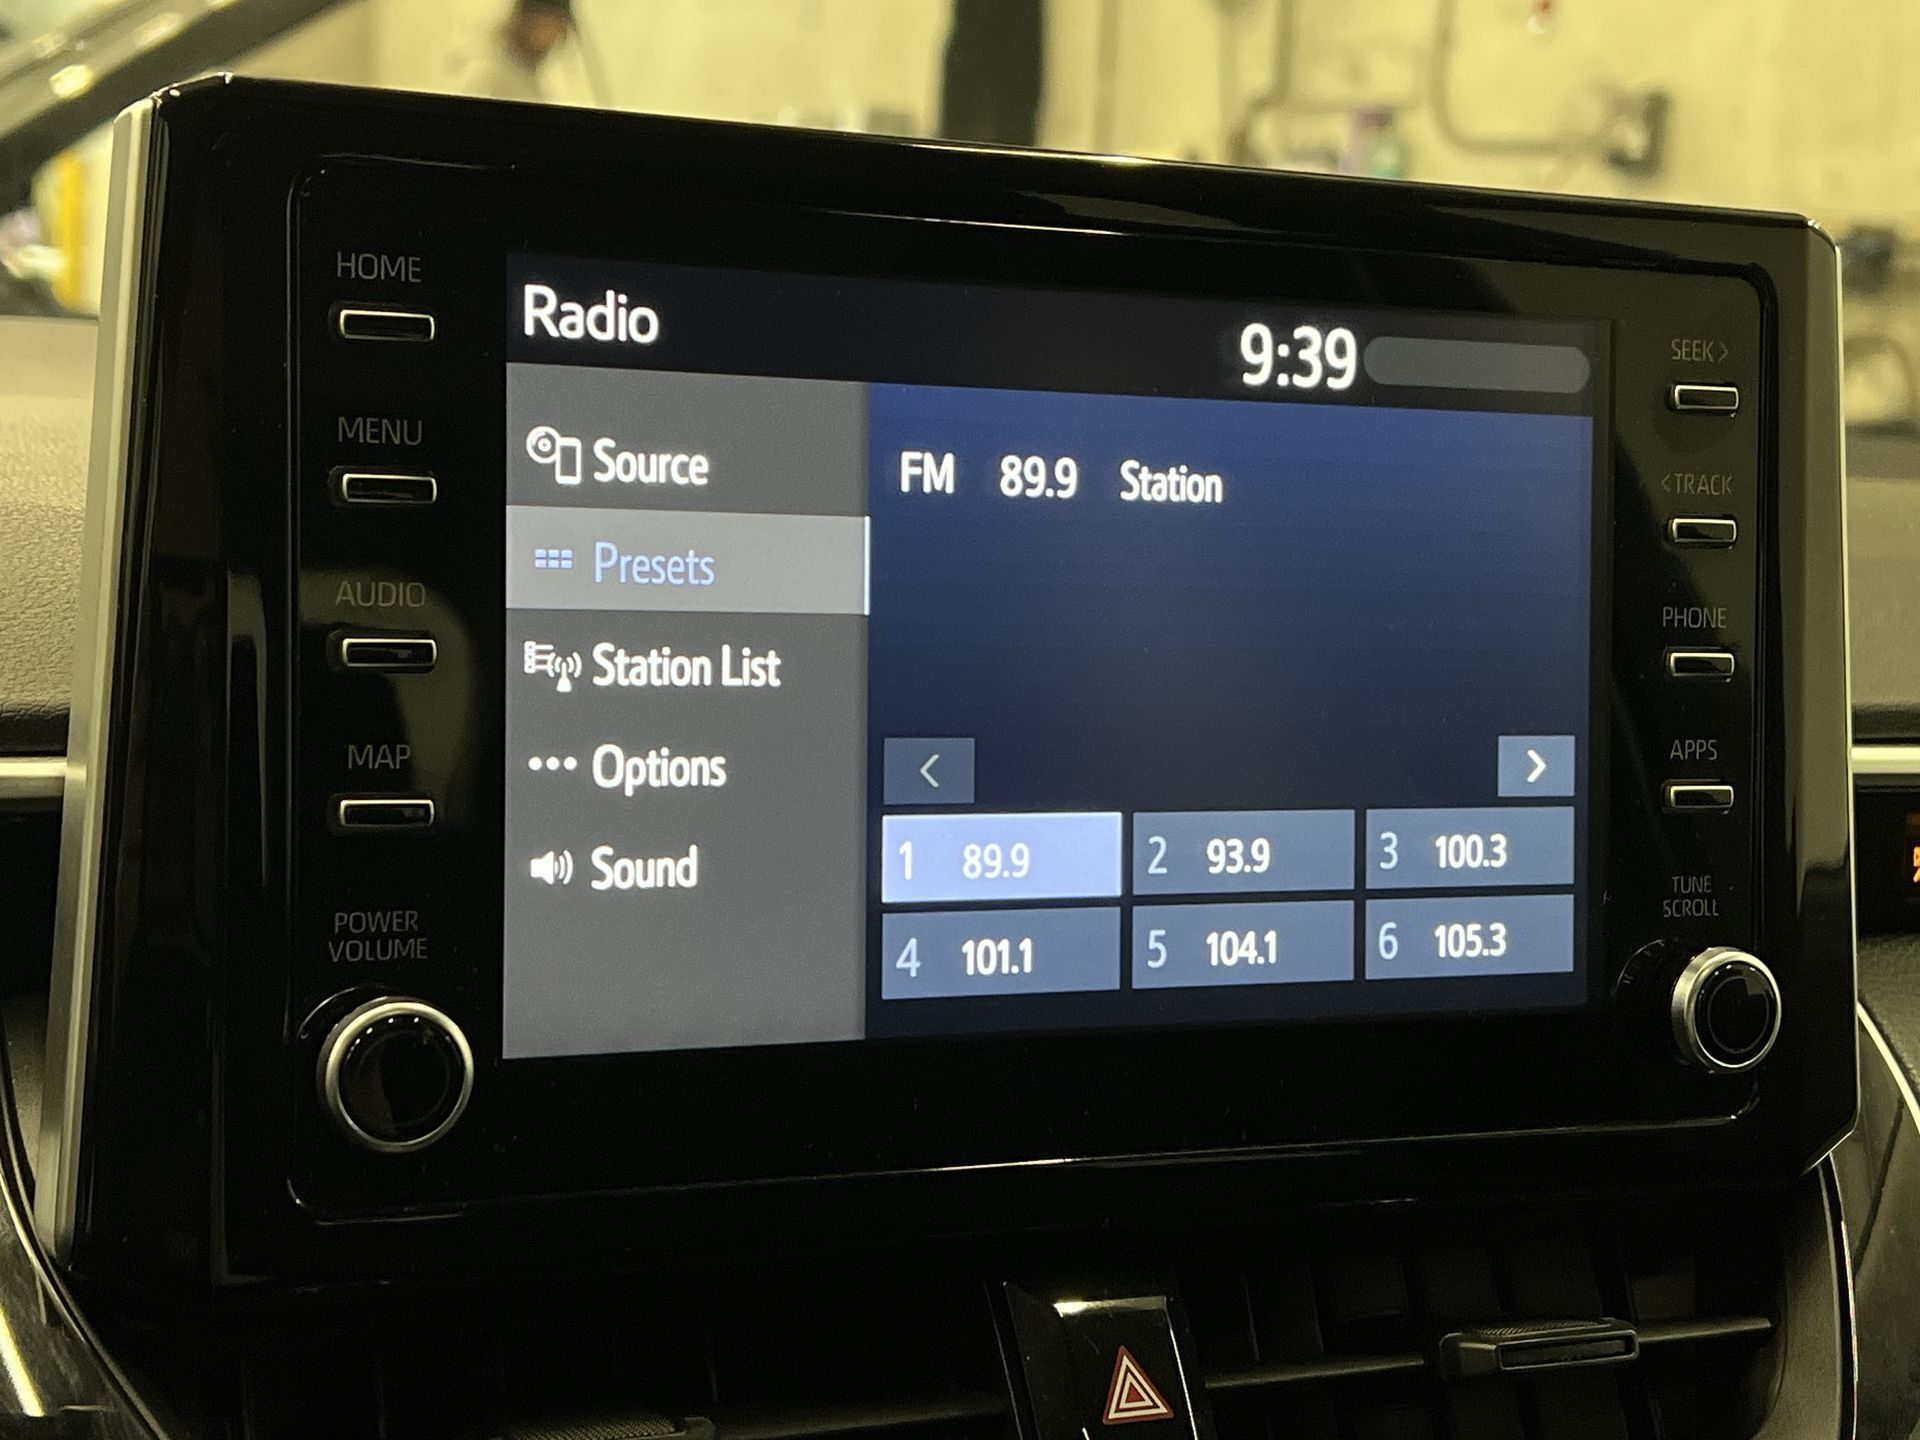 HOME
MENU
AUDIO
MAP
POWER
VOLUME
Radio
9:39
Source
Presets
Station List
Options
Sound
FM 89.9 Station
<
>
1 89.9
2 93.9
3 100.3
4 101.1
5 104.1
6 105.3
SEEK>
<TRACK
PHONE
APPS
TUNE
SCROLL